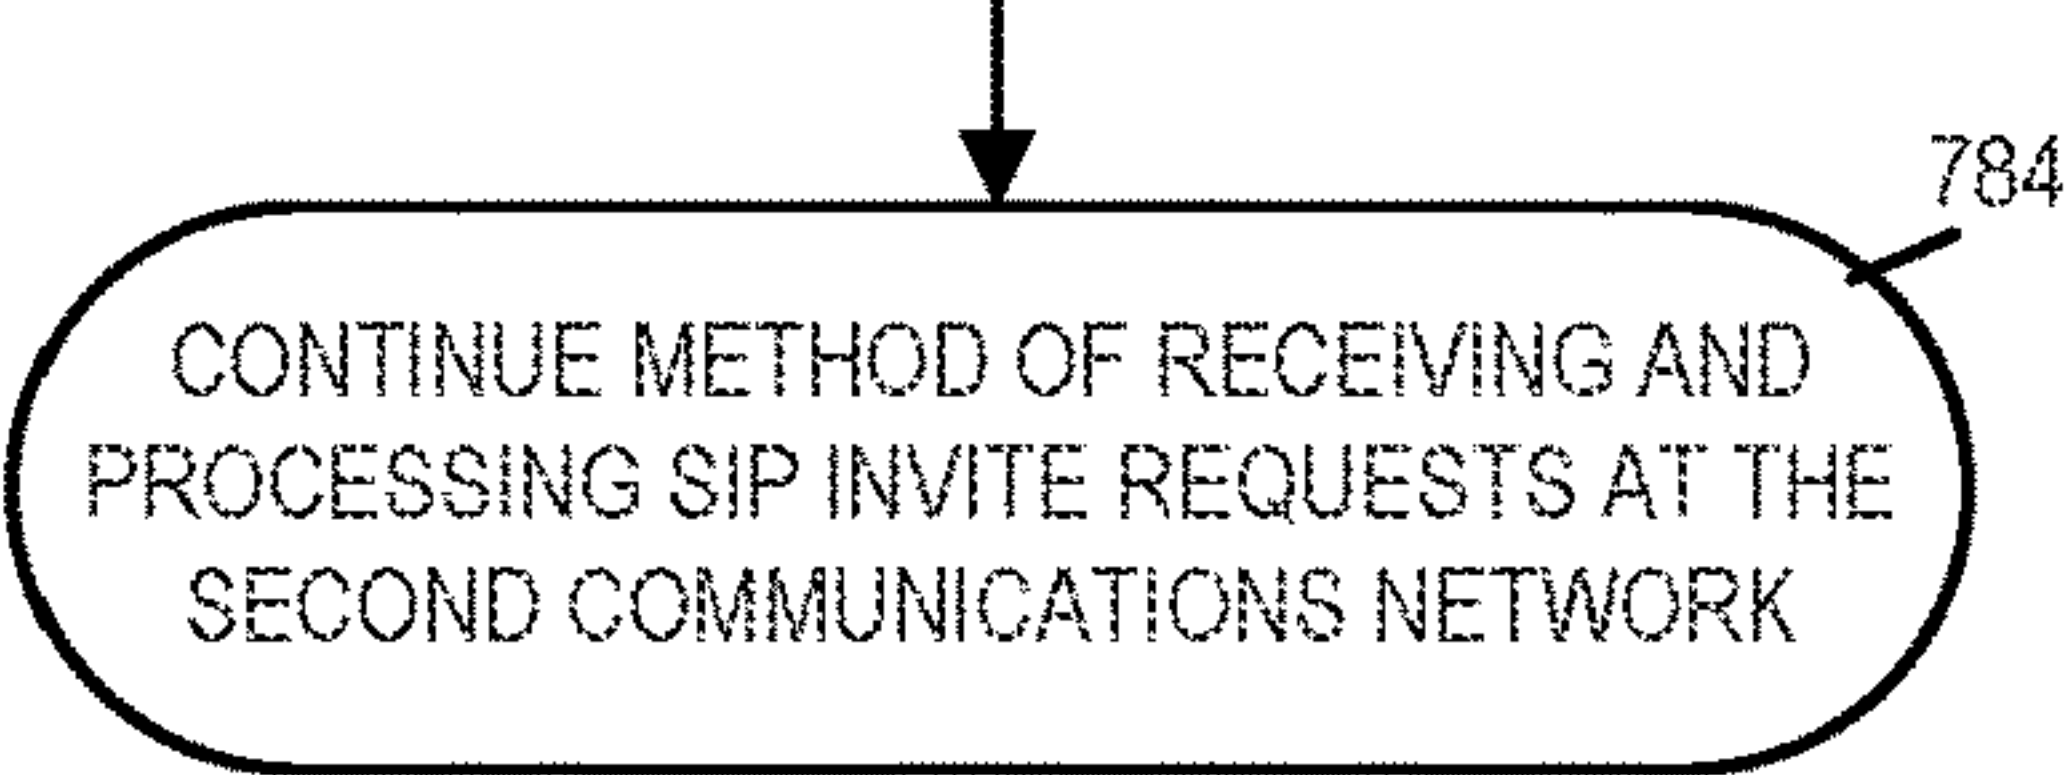 784
CONTINUE METHOD OF RECEIVING AND
PROCESSING SIP INVITE REQUESTS AT THE
SECOND COMMUNICATIONS NETWORK